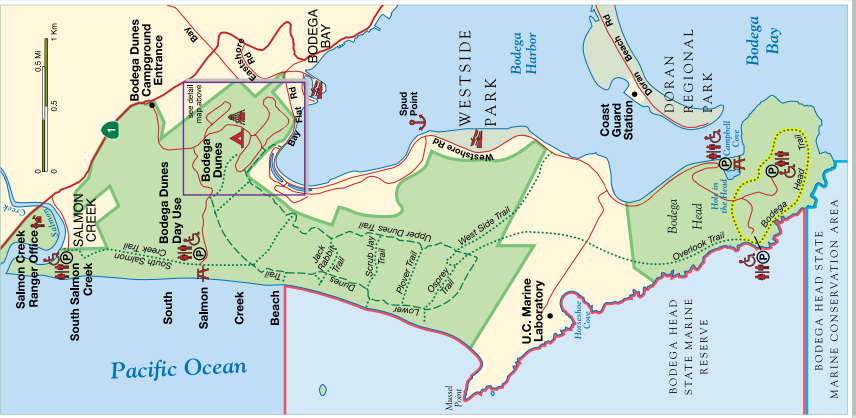 Creek
Salmon
Salmon Creek
Ranger Office
SALMON
CREEK
South Salmon
Creek
South Salmon
Creek Trail
1
0
0.5
1 Km
0
0.5 Mi
Bodega Dunes
Campground
Entrance
Bay
Eastshore
Rd
BODEGA
BAY
see detail
map above
Bay Flat Rd
Bodega
Dunes
Bodega Dunes
Day Use
P
P
South
Salmon
Creek
Beach
Pacific Ocean
Jack
Rabbit
Trail
Dunes Trail
Scrub Jay
Trail
Upper Dunes Trail
Plover Trail
Osprey
Trail
Lower
West Side Trail
Westshore Rd
Spud
Point
WESTSIDE
PARK
Bodega
Harbor
Coast
Guard
Station
Doran Beach Rd
DORAN
REGIONAL
PARK
Bodega
Bay
U.C. Marine
Laboratory
Horseshoe
Cove
Mussel
Point
Bodega
Head
Overlook Trail
Hole in
the Head
Campbell
Cove
P
P
P
Bodega Head Trail
BODEGA HEAD
STATE MARINE
RESERVE
BODEGA HEAD STATE
MARINE CONSERVATION AREA